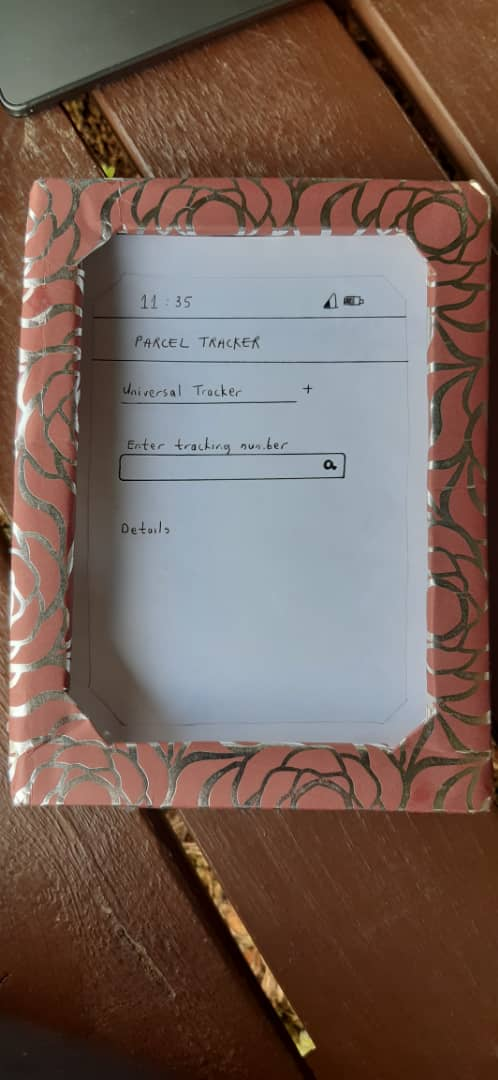 11:35
PARCEL TRACKER
Universal Tracker +
Enter tracking number
Details